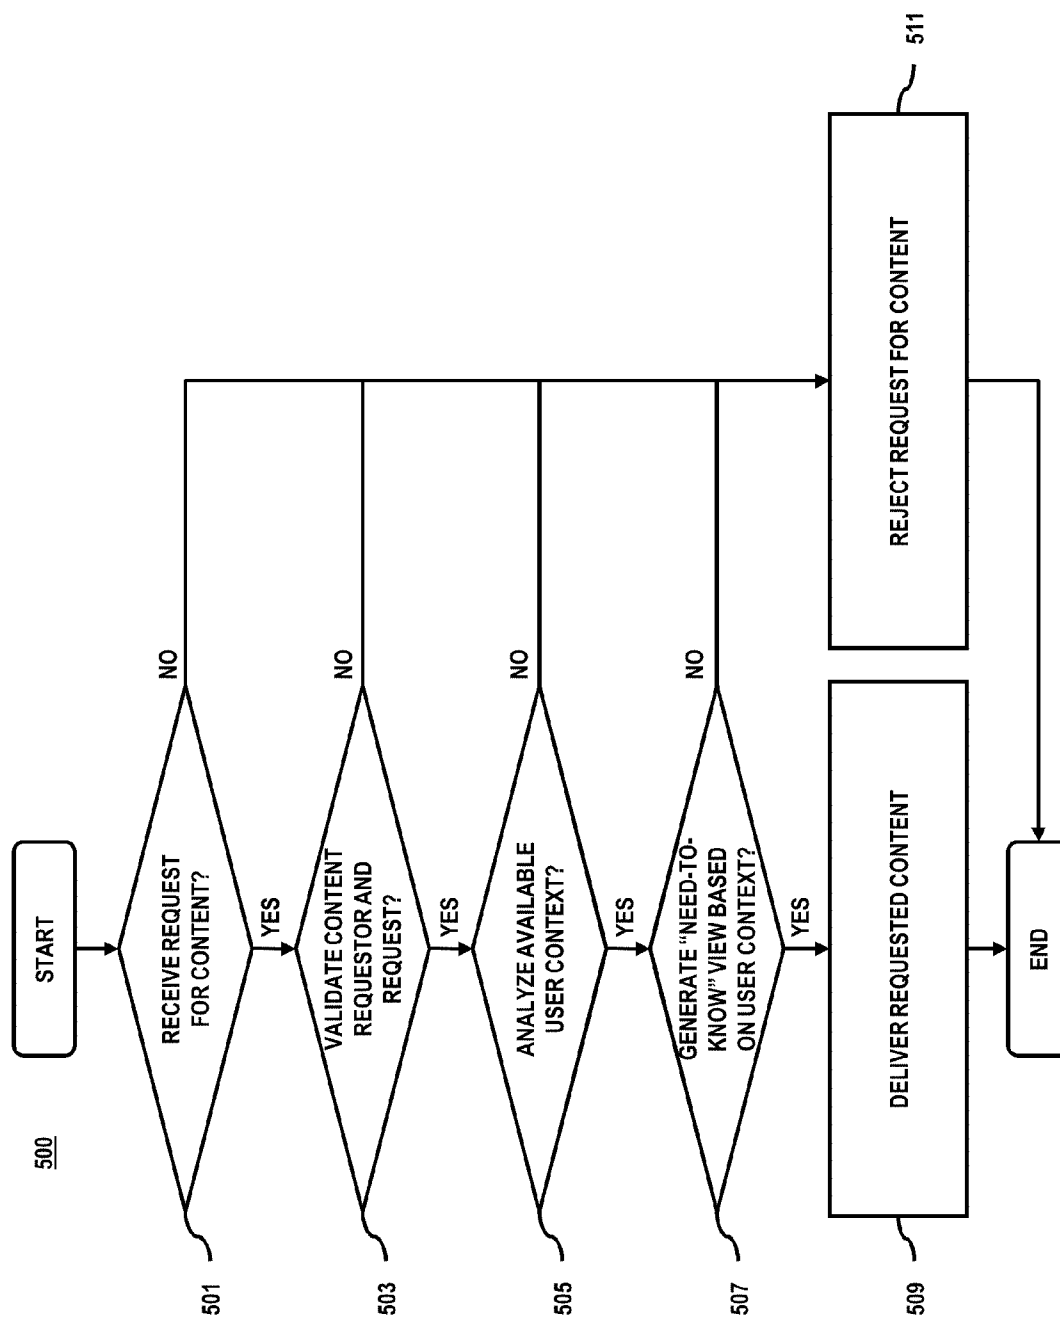 500
START
RECEIVE REQUEST
FOR CONTENT?
NO
YES
501
VALIDATE CONTENT
REQUESTOR AND
REQUEST?
NO
YES
503
ANALYZE AVAILABLE
USER CONTEXT?
NO
YES
505
GENERATE “NEED-TO-
KNOW” VIEW BASED
ON USER CONTEXT?
NO
YES
507
DELIVER REQUESTED CONTENT
509
REJECT REQUEST FOR CONTENT
511
END